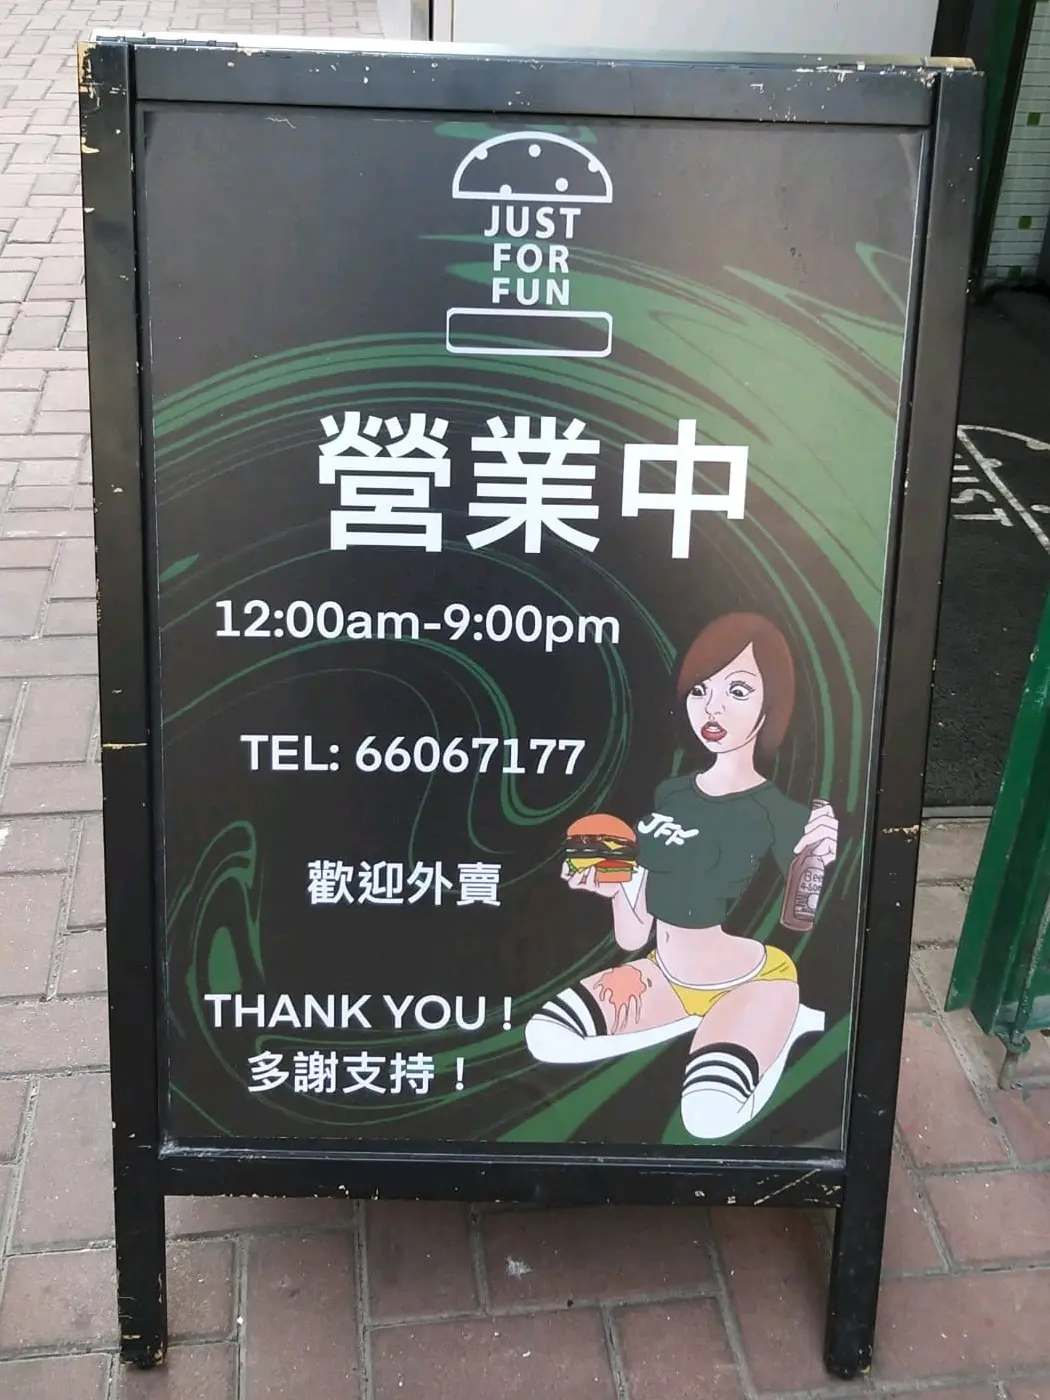 JUST
FOR
FUN
營業中
12:00am-9:00pm
TEL: 66067177
歡迎外賣
JFF
THANK YOU !
多謝支持！